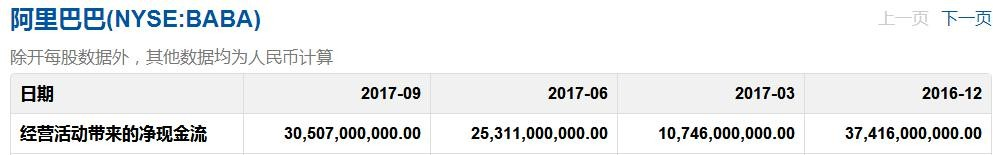 阿里巴巴(NYSE:BABA) 上一页 下一页
除开每股数据外，其他数据均为人民币计算
日期 2017-09 2017-06 2017-03 2016-12
经营活动带来的净现金流 30,507,000,000.00 25,311,000,000.00 10,746,000,000.00 37,416,000,000.00